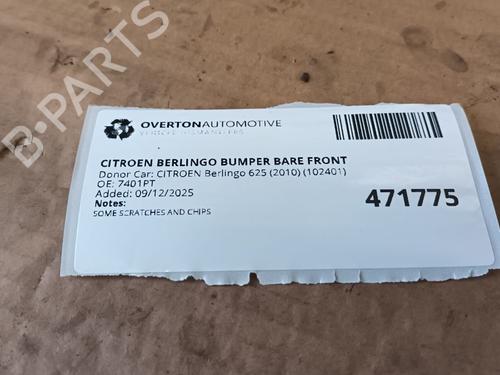 B-PARTS
OVERTONAUTOMOTIVE
VEHICLE DISMANTLERS
CITROEN BERLINGO BUMPER BARE FRONT
Donor Car: CITROEN Berlingo 625 (2010) (102401)
OE: 7401PT
Added: 09/12/2025
Notes:
SOME SCRATCHES AND CHIPS
471775